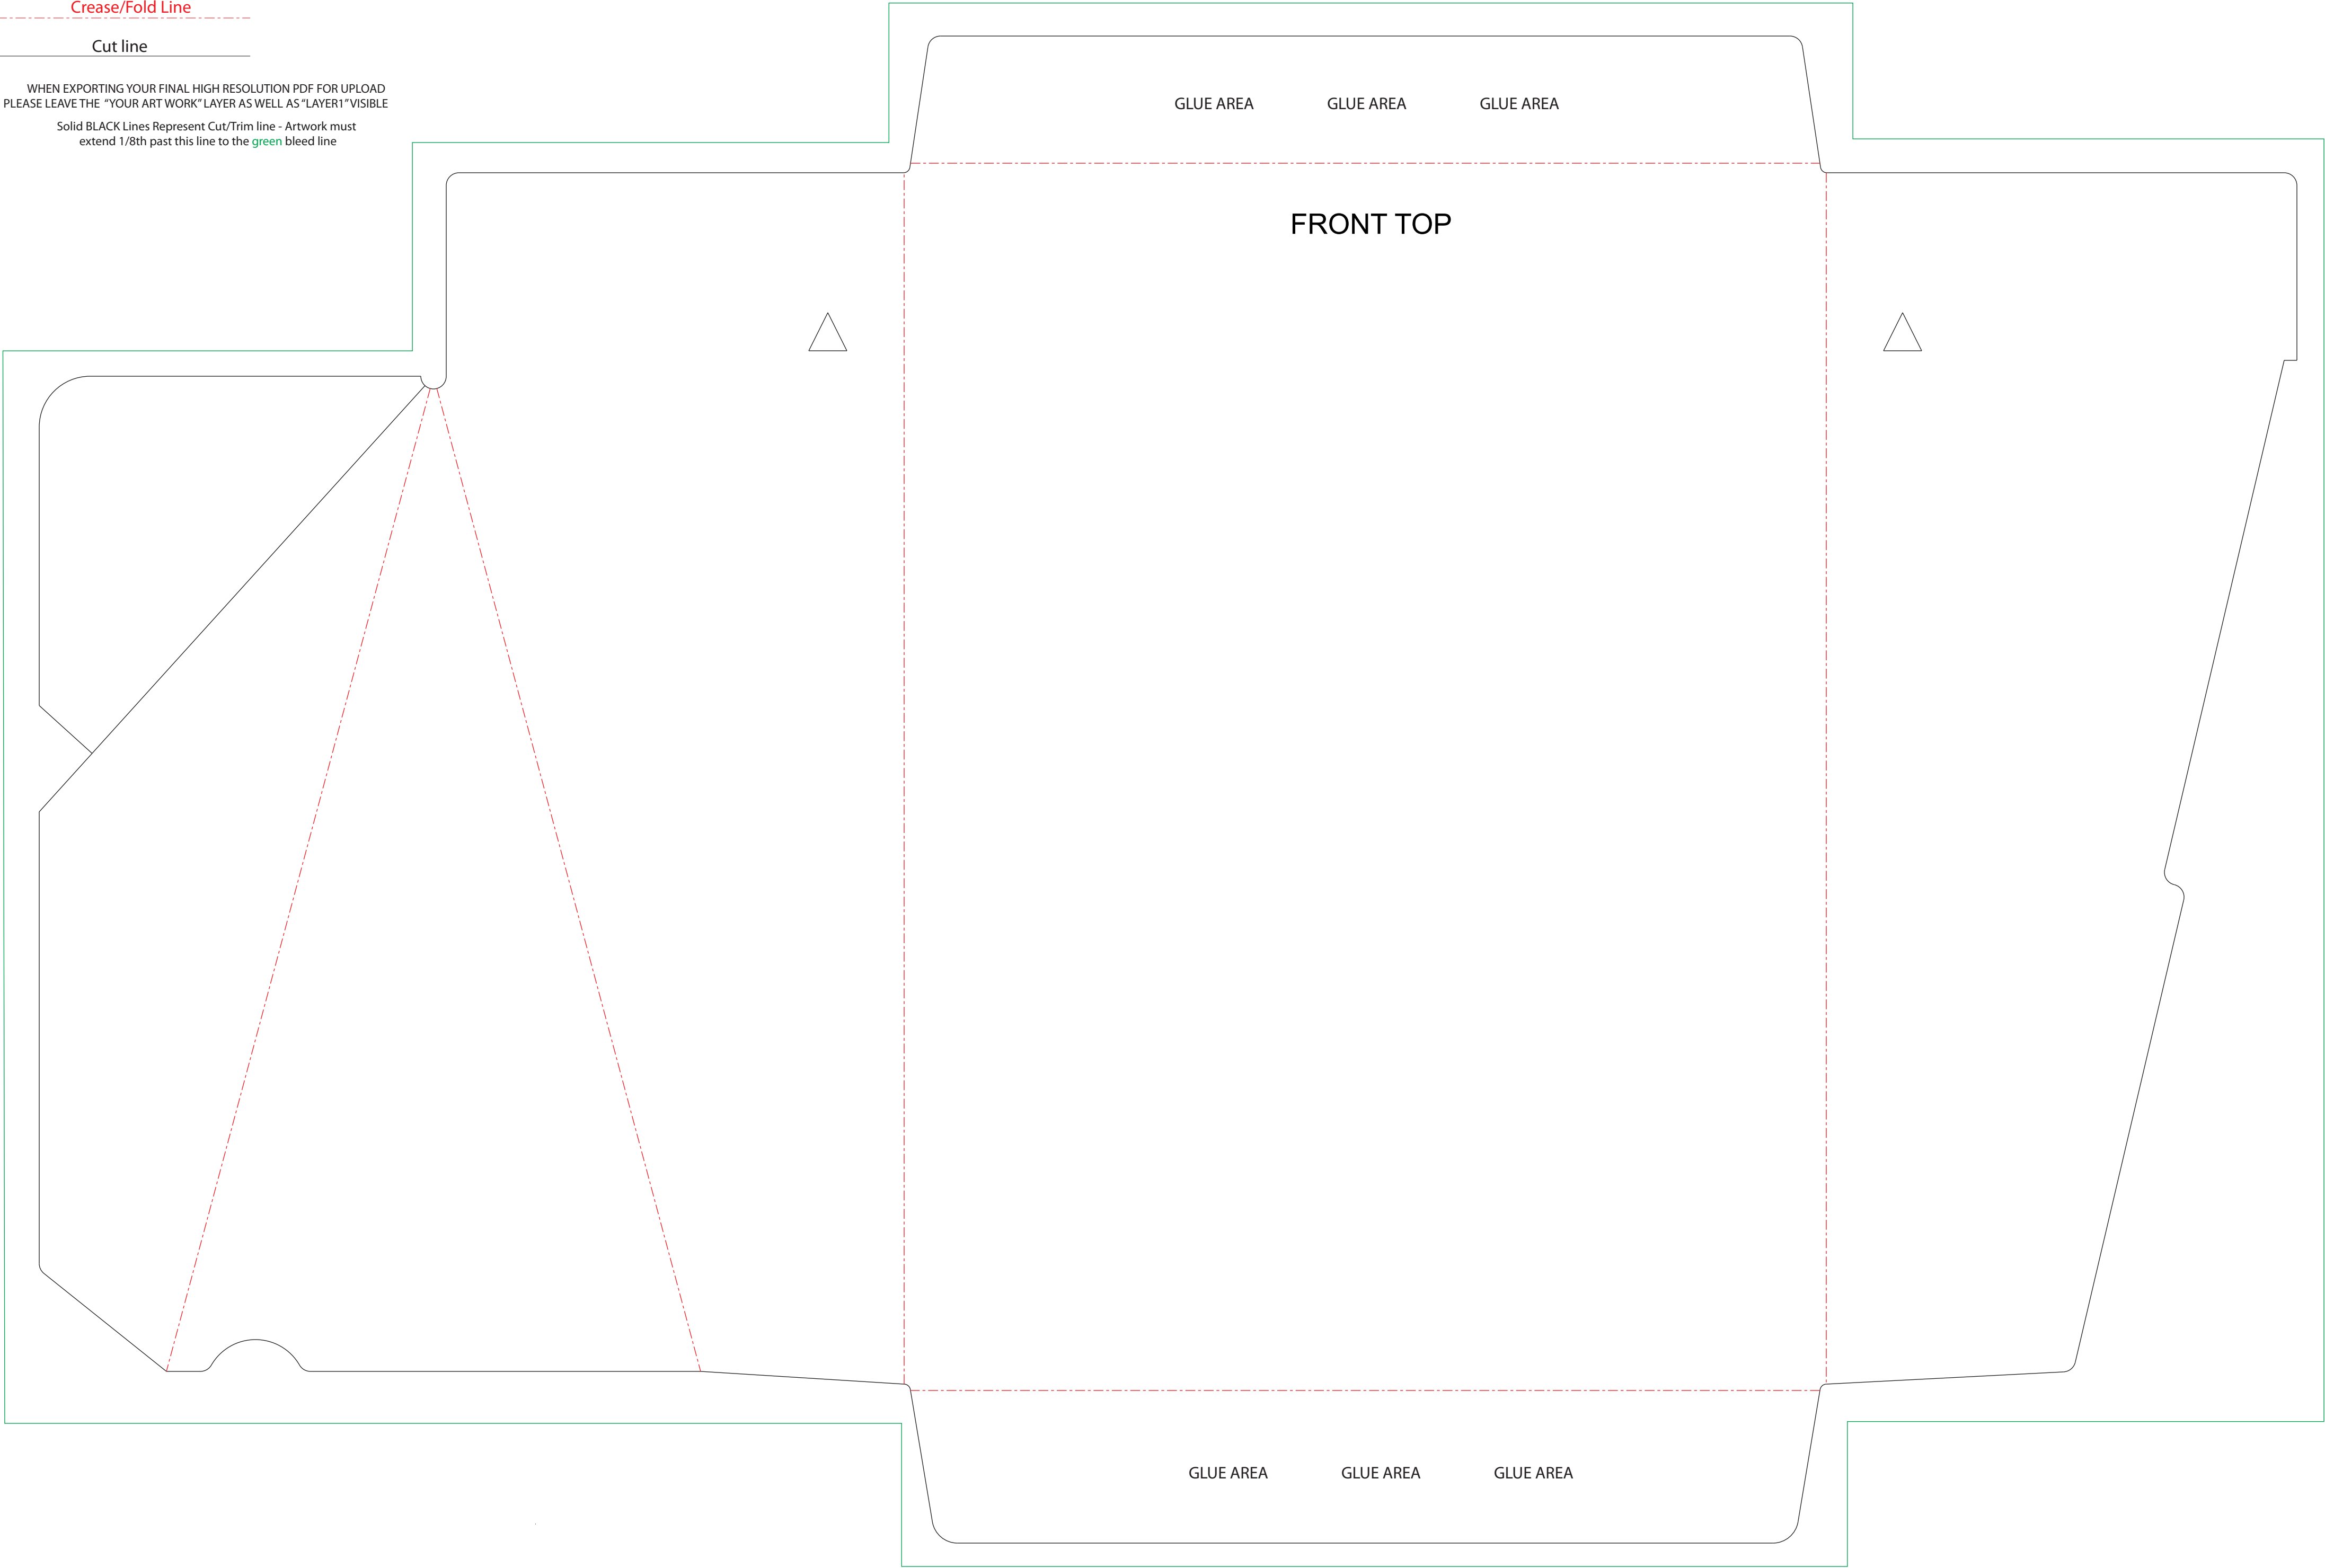 Crease/Fold Line
Cut line
WHEN EXPORTING YOUR FINAL HIGH RESOLUTION PDF FOR UPLOAD
PLEASE LEAVE THE “YOUR ART WORK” LAYER AS WELL AS “LAYER1” VISIBLE
Solid BLACK Lines Represent Cut/Trim line - Artwork must
extend 1/8th past this line to the green bleed line
GLUE AREA GLUE AREA GLUE AREA
FRONT TOP
GLUE AREA GLUE AREA GLUE AREA